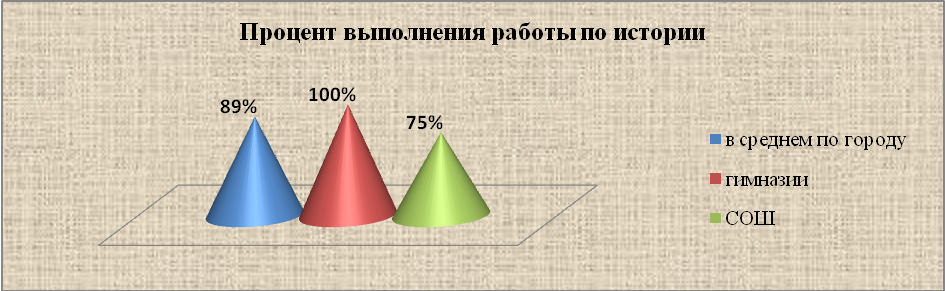 Процент выполнения работы по истории
89%
100%
75%
в среднем по городу
гимназии
СОШ